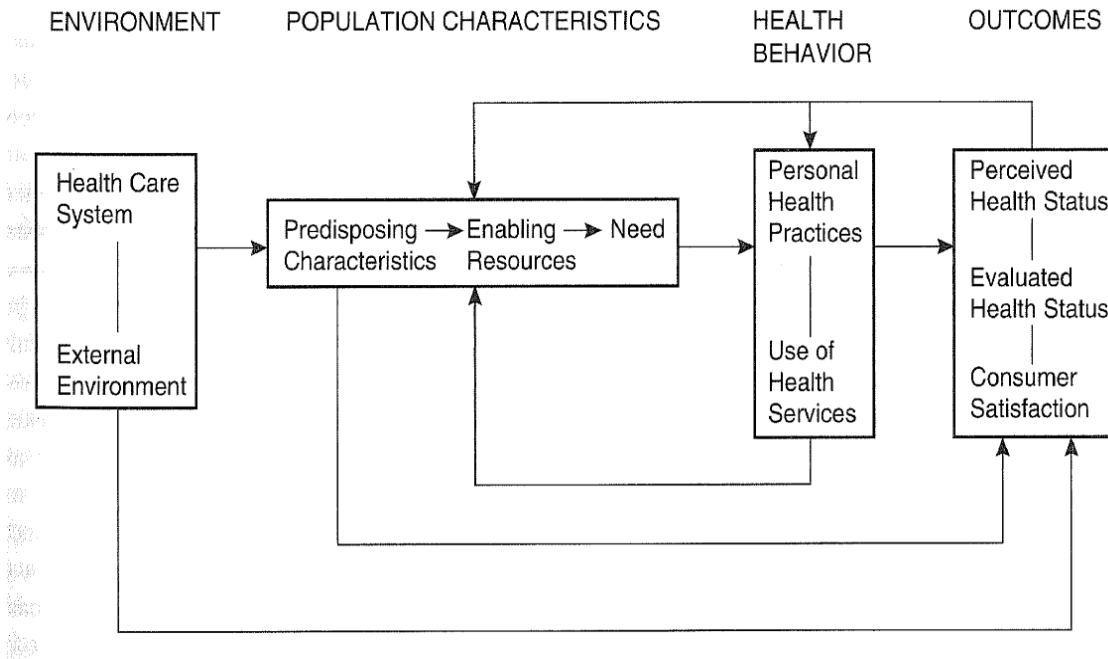 ENVIRONMENT
POPULATION CHARACTERISTICS
HEALTH
BEHAVIOR
OUTCOMES
Health Care
System
External
Environment
Predisposing
Characteristics
Enabling
Resources
Need
Personal
Health
Practices
Use of
Health
Services
Perceived
Health Status
Evaluated
Health Status
Consumer
Satisfaction